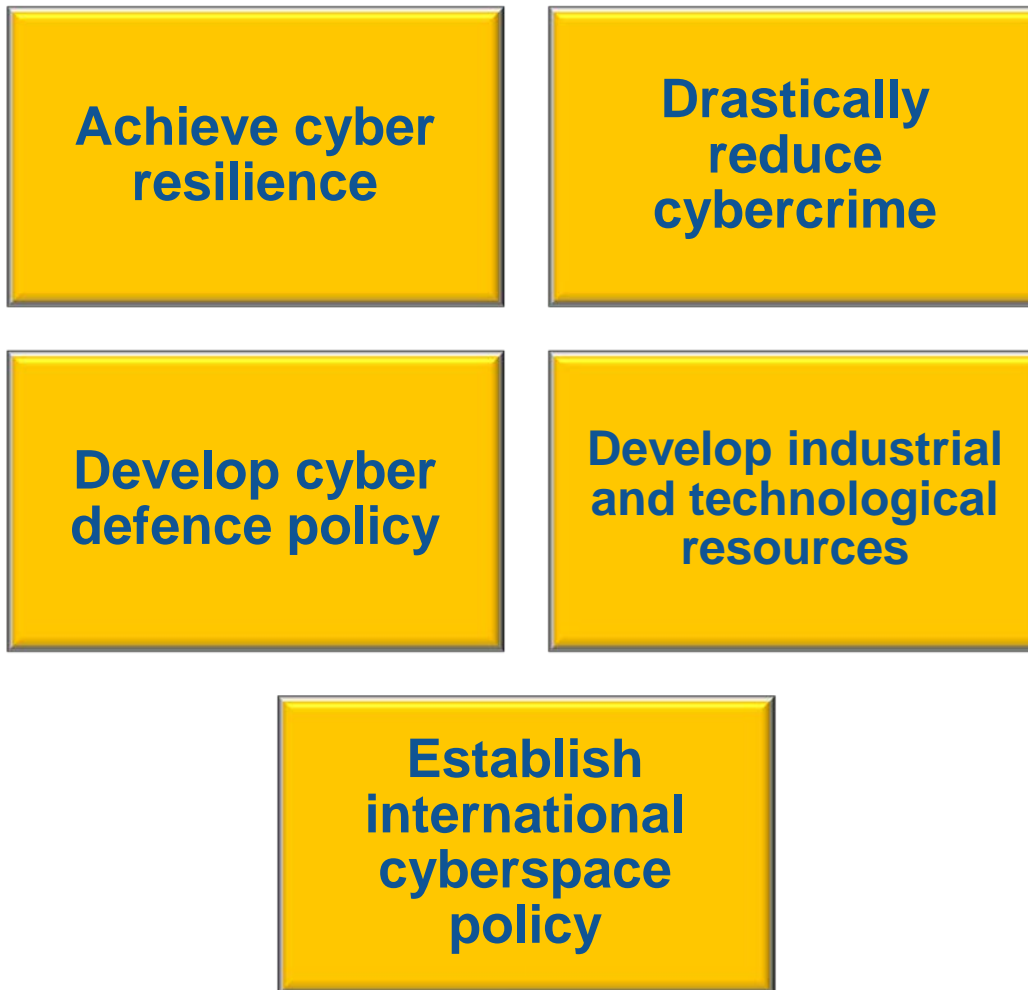 Achieve cyber
resilience
Drastically
reduce
cybercrime
Develop cyber
defence policy
Develop industrial
and technological
resources
Establish
international
cyberspace
policy